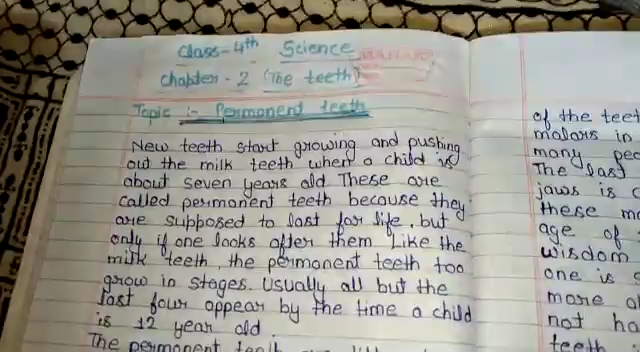 Class-4th Science
Chapter - 2 (The teeth)
Topic :- Permanent teeth
New teeth start growing and pushing
out the milk teeth when a child is
about seven years old These are
called permanent teeth because they
are supposed to last for life, but
only if one looks after them Like the
milk teeth, the permanent teeth too
grow in stages. Usually all but the
last four appear by the time a child
is 12 year old.
The permanent
of the teet
molars in
many peo
The last
jaws is c
these m
age of
wisdom
one is
more a
not ha
teeth